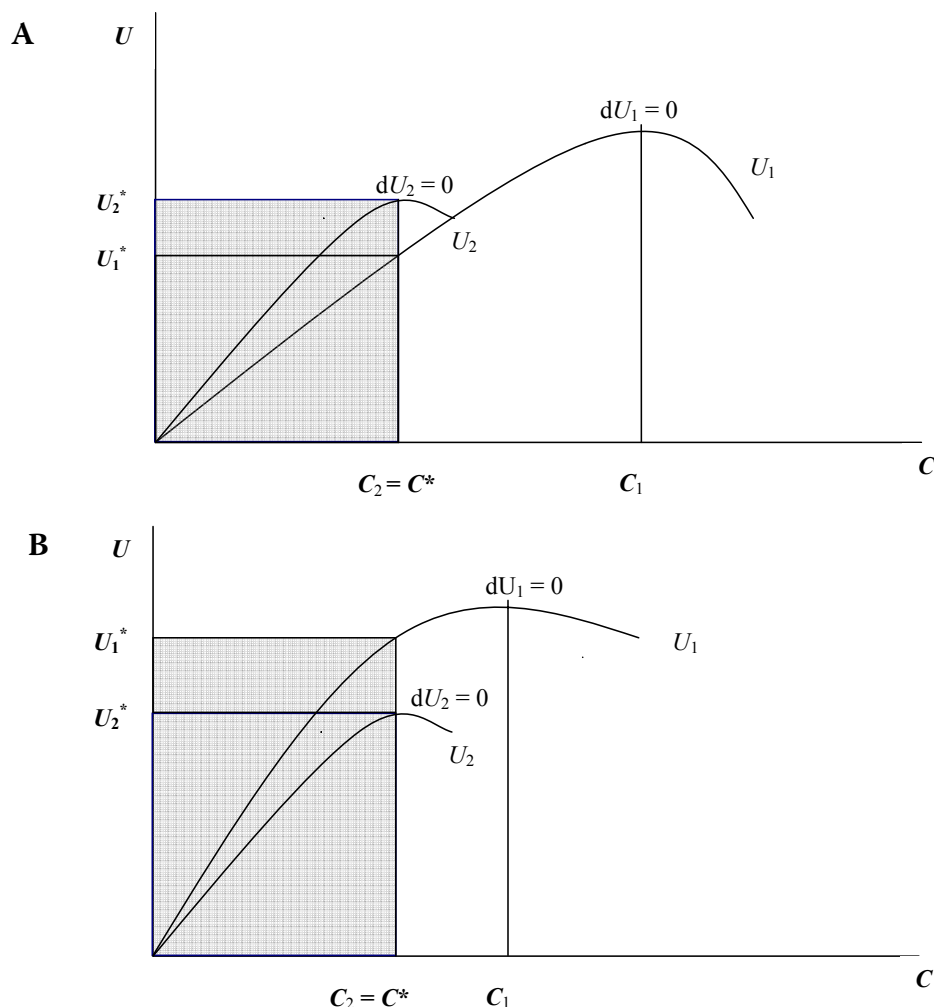 A
U
dU₁ = 0
U₁
U₂*
dU₂ = 0
U₂
U₁*
C
C₂ = C*
C₁
B
U
dU₁ = 0
U₁*
U₁
dU₂ = 0
U₂*
U₂
C
C₂ = C*
C₁